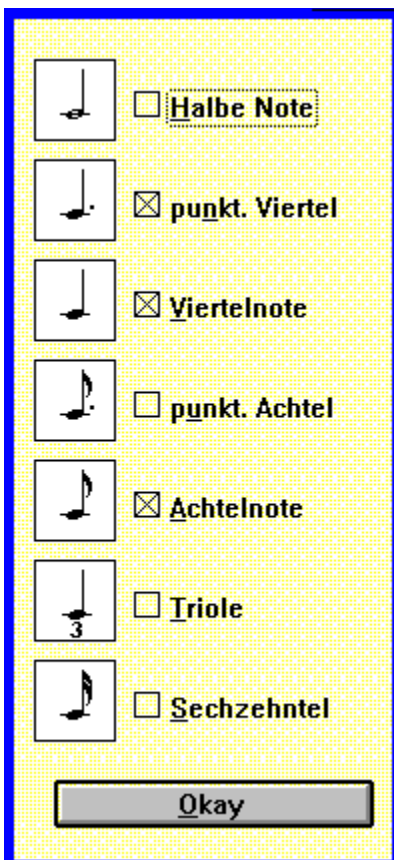 Halbe Note
punkt. Viertel
Viertelnote
punkt. Achtel
Achtelnote
3
Triole
Sechzehntel
Okay